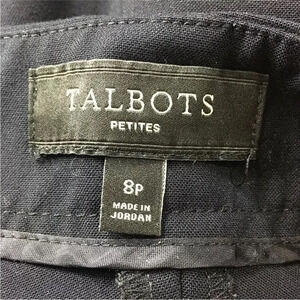 TALBOTS
PETITES
8P
MADE IN
JORDAN